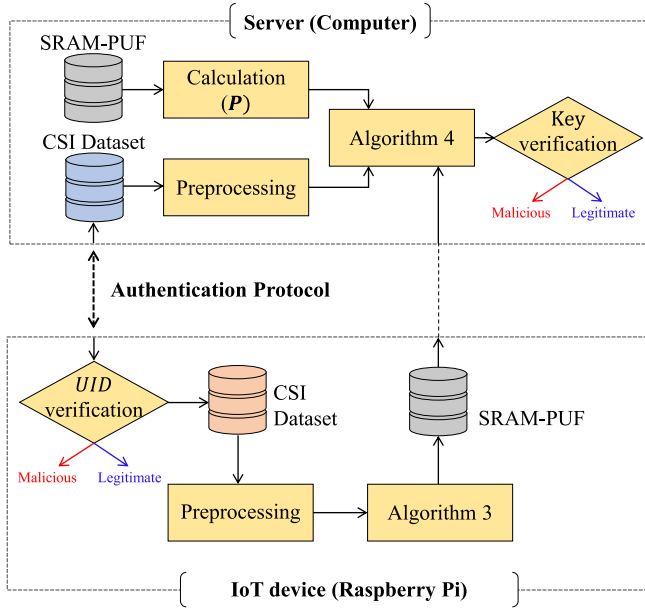 Server (Computer)
SRAM-PUF
Calculation
(P)
CSI Dataset
Algorithm 4
Key
verification
Preprocessing
Malicious
Legitimate
Authentication Protocol
UID
verification
CSI
Dataset
SRAM-PUF
Malicious
Legitimate
Preprocessing
Algorithm 3
IoT device (Raspberry Pi)